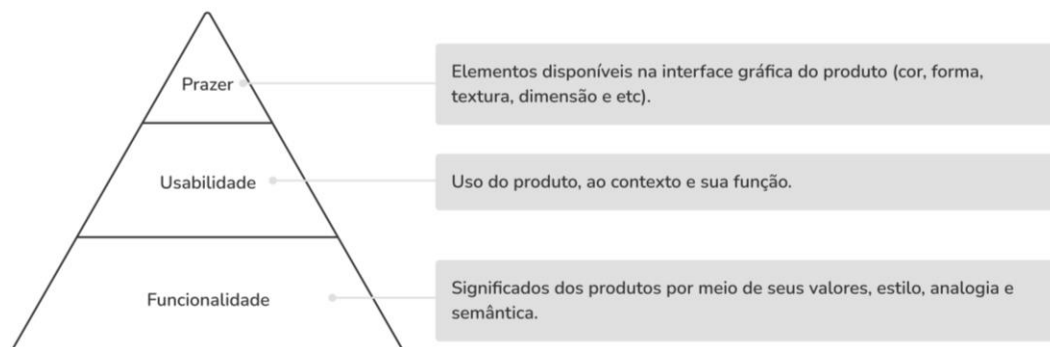 Prazer
Elementos disponíveis na interface gráfica do produto (cor, forma,
textura, dimensão e etc).
Usabilidade
Uso do produto, ao contexto e sua função.
Funcionalidade
Significados dos produtos por meio de seus valores, estilo, analogia e
semântica.